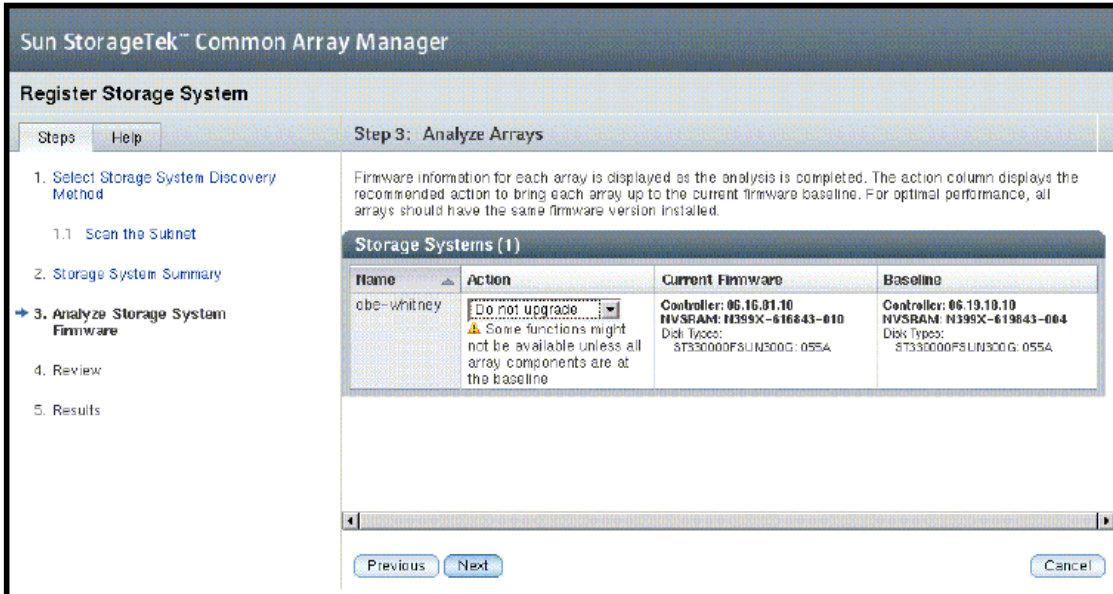 Sun StorageTek™ Common Array Manager
Register Storage System
Steps
Help
1. Select Storage System Discovery
Method
1.1 Scan the Subnet
2. Storage System Summary
3. Analyze Storage System
Firmware
4. Review
5. Results
Step 3: Analyze Arrays
Firmware information for each array is displayed as the analysis is completed. The action column displays the
recommended action to bring each array up to the current firmware baseline. For optimal performance, all
arrays should have the same firmware version installed.
Storage Systems (1)
Name
Action
Current Firmware
Baseline
obe-whitney
Do not upgrade
Some functions might
not be available unless all
array components are at
the baseline
Controller: 06.16.81.10
NVSRAM: N399X-616843-010
Disk Types:
ST330000FSUN300G: 055A
Controller: 06.19.18.10
NVSRAM: N399X-619843-004
Disk Types:
ST330000FSUN300G: 055A
Previous
Next
Cancel